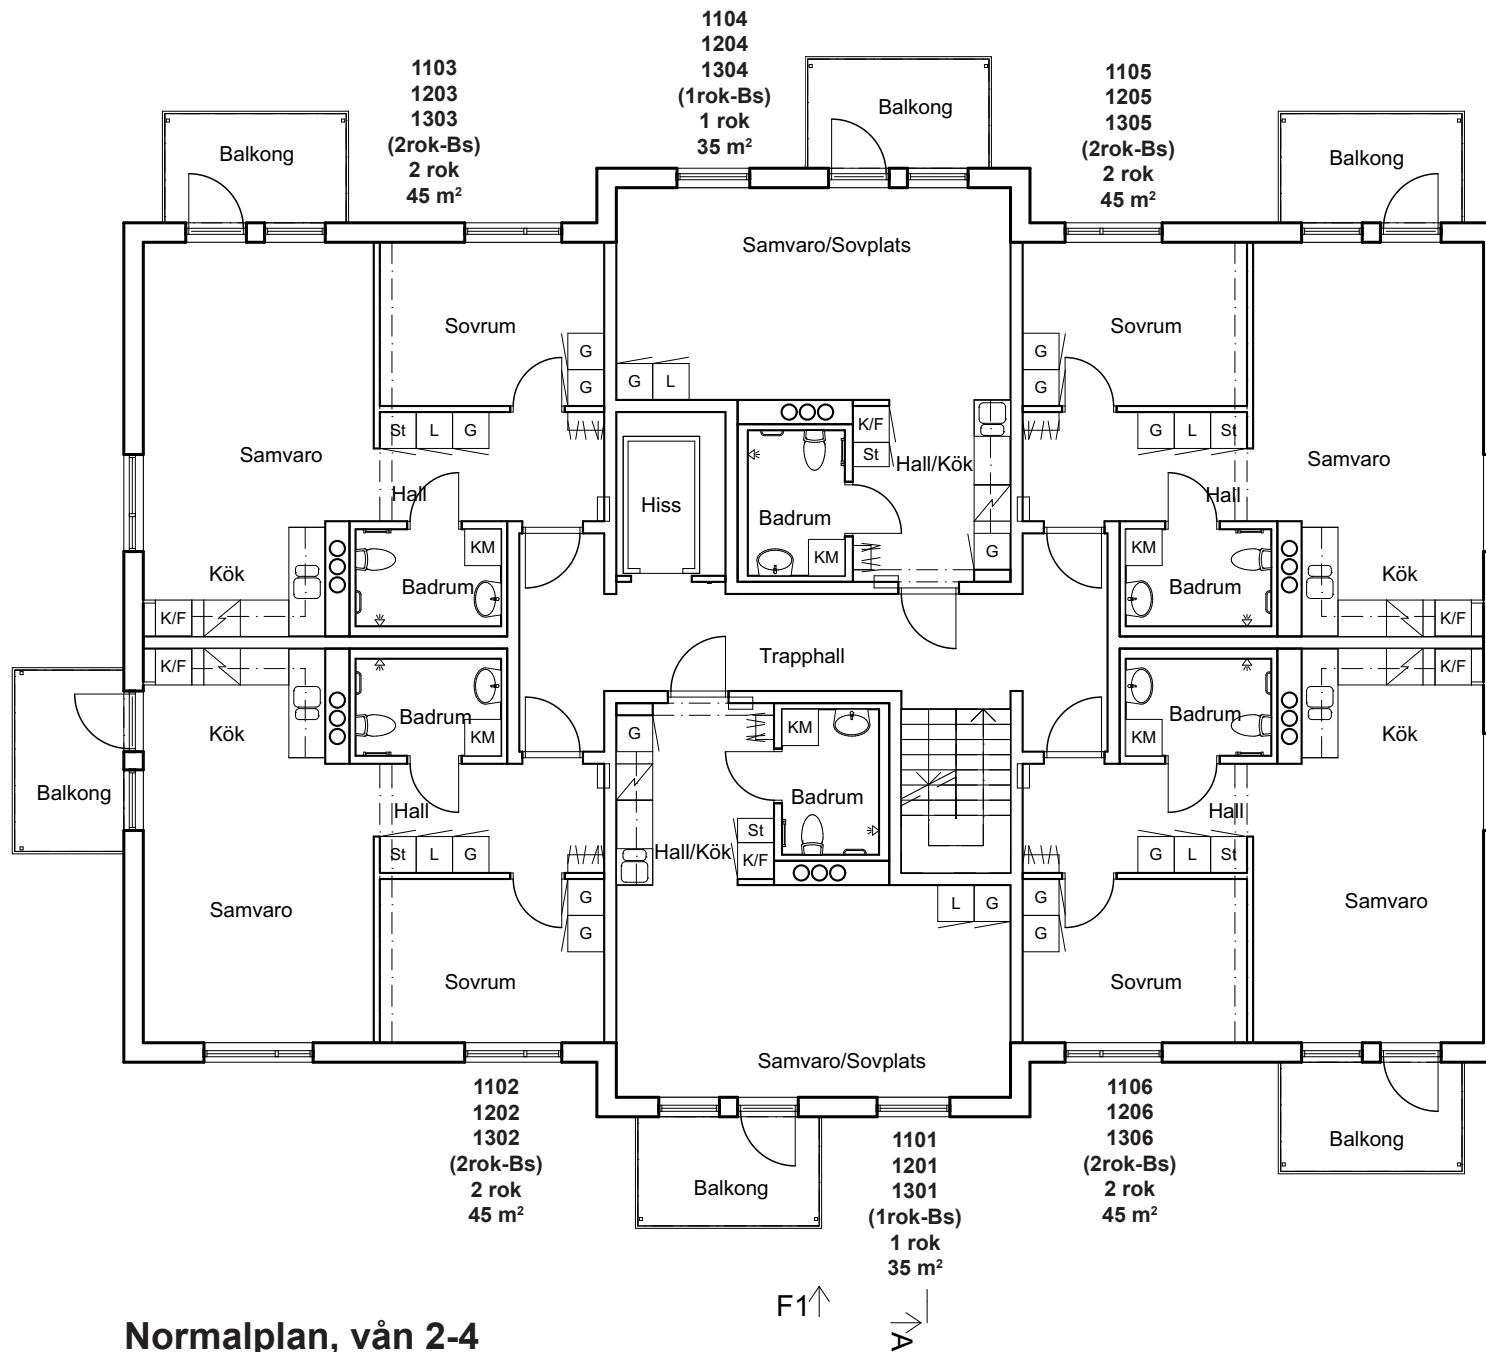 1104
1204
1304
(1rok-Bs)
1 rok
35 m²
Balkong
1103
1203
1303
(2rok-Bs)
2 rok
45 m²
Balkong
1105
1205
1305
(2rok-Bs)
2 rok
45 m²
Balkong
Samvaro/Sovplats
Sovrum
Sovrum
G
G
G
L
G
G
St
L
G
K/F
St
G
L
St
Samvaro
Hall/Kök
Samvaro
Hall
Hiss
Badrum
Hall
KM
KM
G
KM
Kök
Badrum
Badrum
Kök
K/F
K/F
Trapphall
K/F
K/F
Kök
Badrum
KM
G
KM
Badrum
KM
Kök
Balkong
Hall
Badrum
Hall
St
L
G
Hall/Kök
St
K/F
G
L
St
Samvaro
G
G
L
G
G
G
Samvaro
Sovrum
Sovrum
Samvaro/Sovplats
1102
1202
1302
(2rok-Bs)
2 rok
45 m²
Balkong
1101
1201
1301
(1rok-Bs)
1 rok
35 m²
1106
1206
1306
(2rok-Bs)
2 rok
45 m²
Balkong
F1
A
Normalplan, vån 2-4